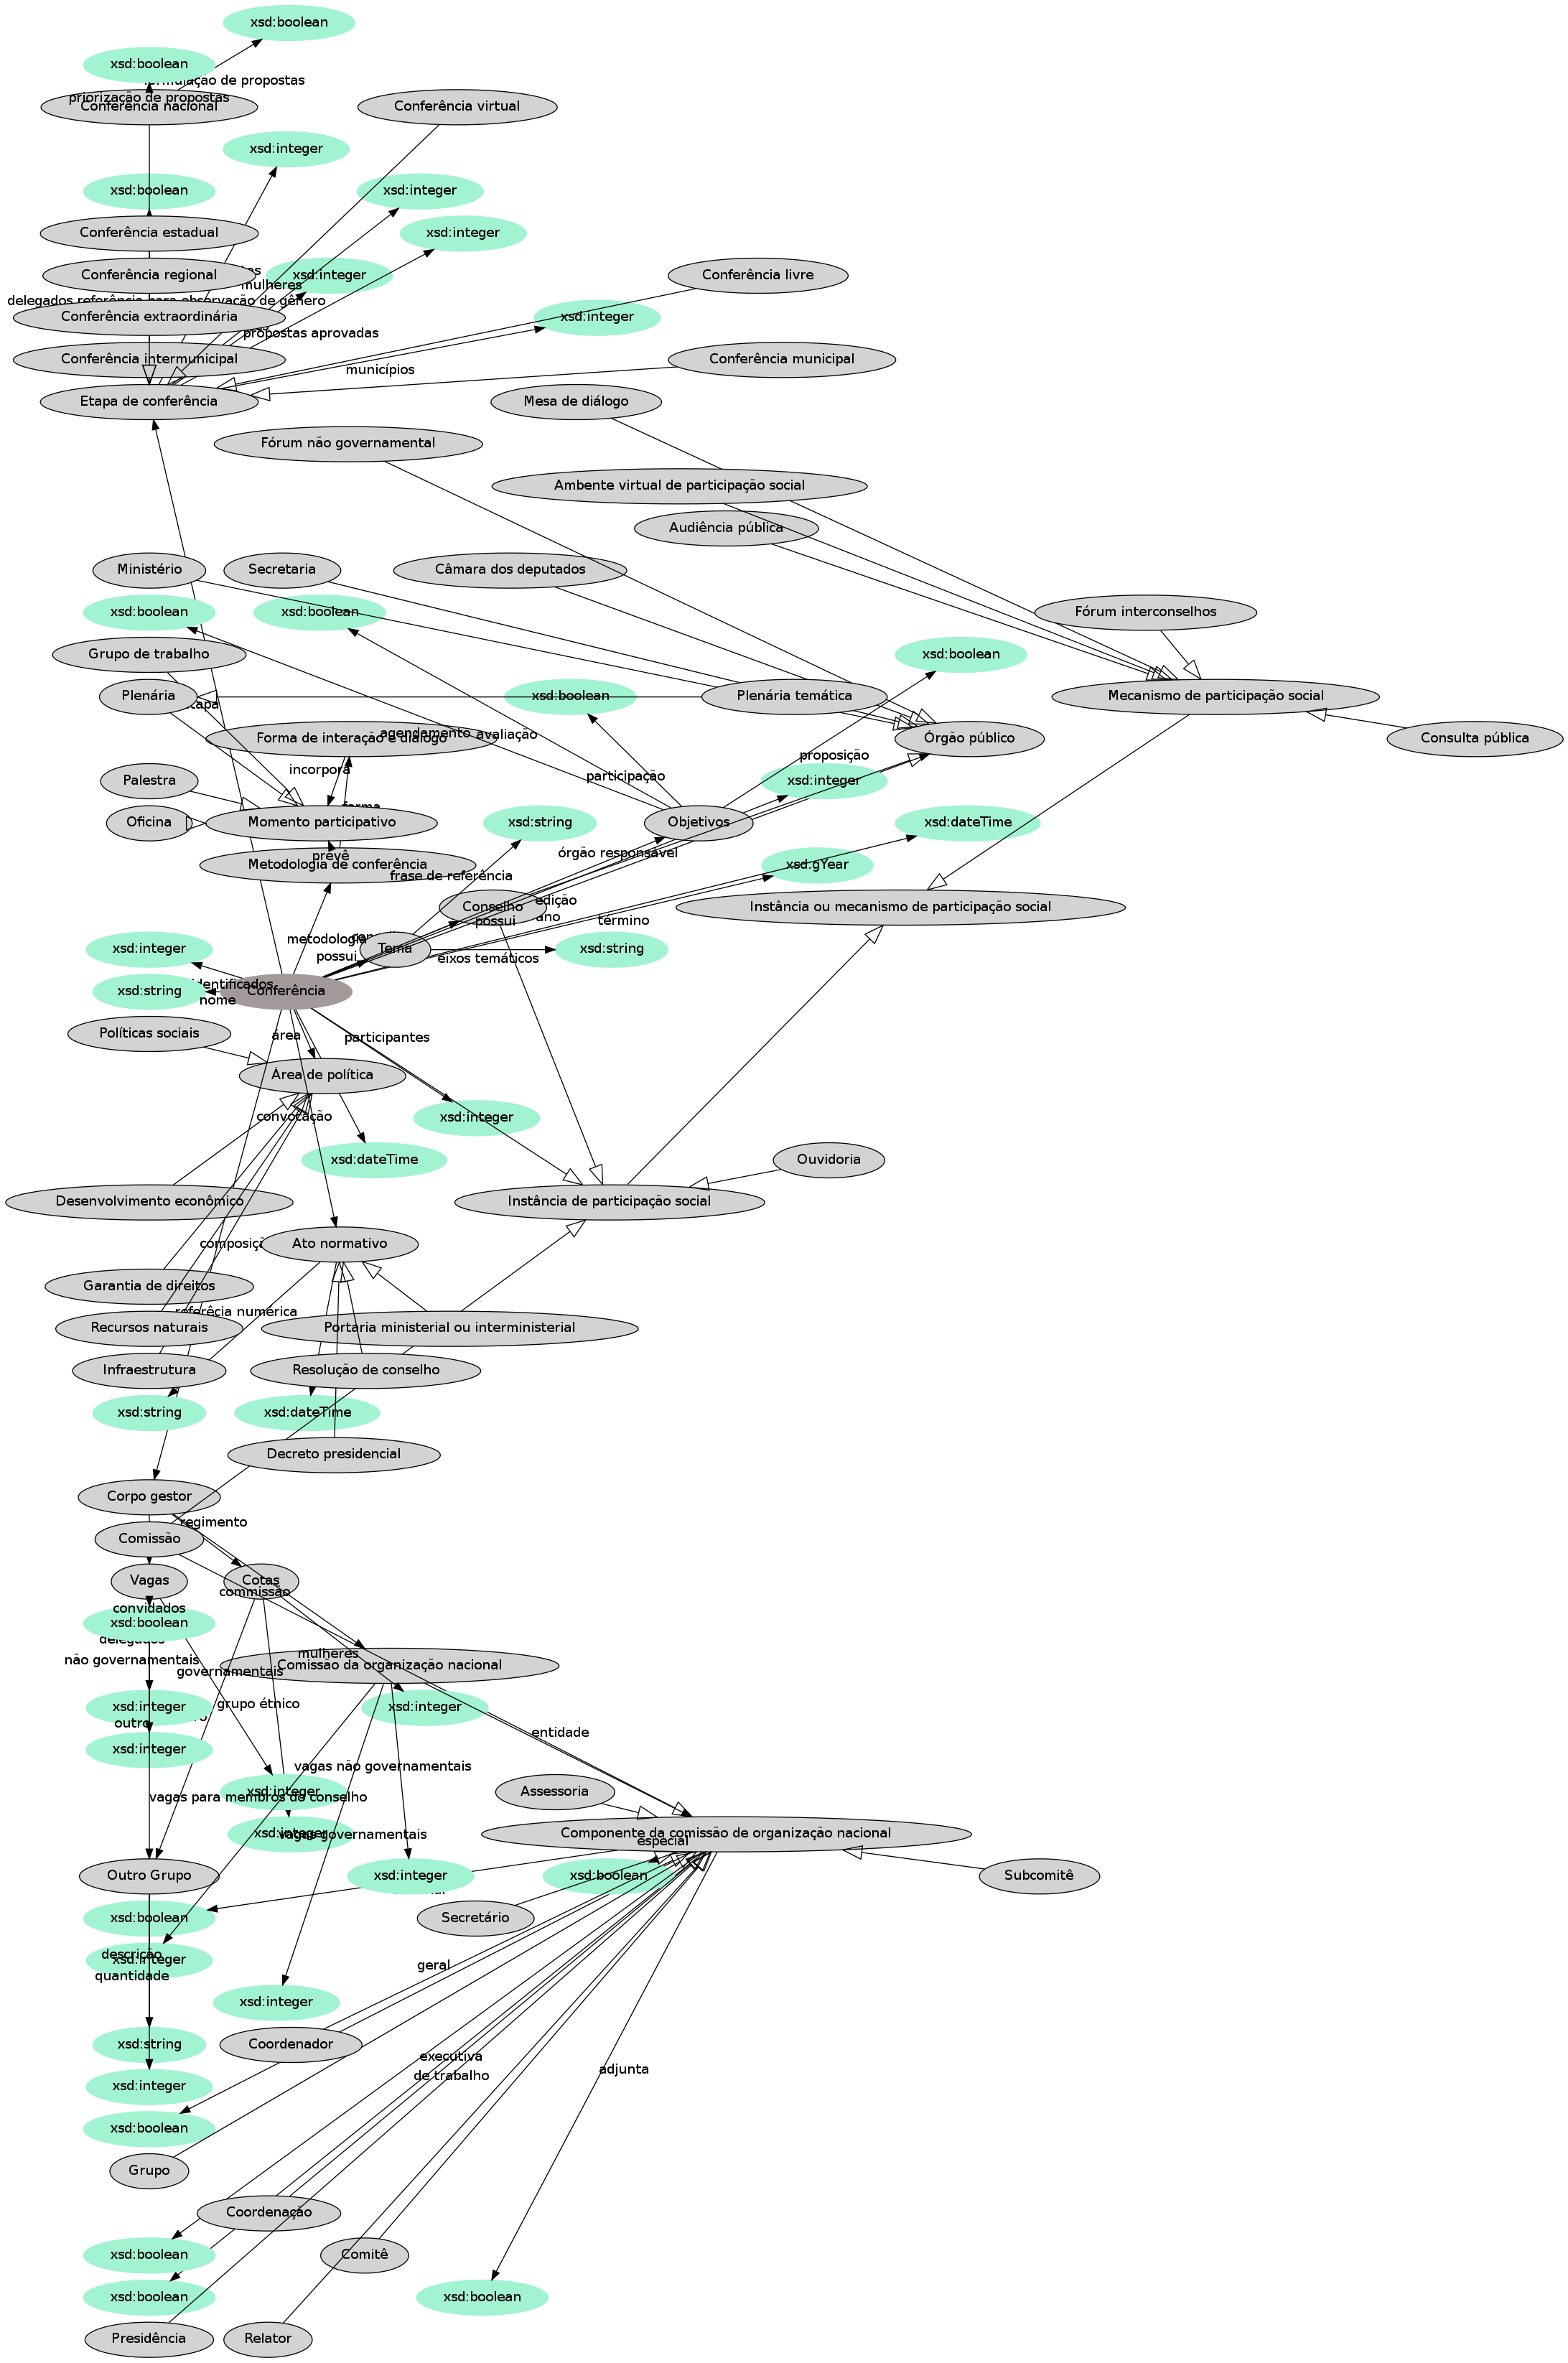 xsd:boolean
xsd:boolean
de propostas
priorização de propostas
Conferência nacional
Conferência virtual
xsd:integer
xsd:boolean
xsd:integer
Conferência estadual
xsd:integer
Conferência regional
xsd:integer
Conferência livre
mulheres
Conferência extraordinária
xsd:integer
propostas aprovadas
Conferência intermunicipal
Conferência municipal
municípios
Etapa de conferência
Mesa de diálogo
Fórum não governamental
Ambente virtual de participação social
Audiência pública
Ministério
Secretaria
Câmara dos deputados
xsd:boolean
xsd:boolean
Fórum interconselhos
Grupo de trabalho
xsd:boolean
Plenária
xsd:boolean
Plenária temática
Mecanismo de participação social
Forma de interação e diálogo
agendamento
avaliação
Órgão público
Consulta pública
proposição
incorpora
participação
Palestra
xsd:integer
Oficina
Momento participativo
xsd:string
Objetivos
xsd:dateTime
prevê
Metodologia de conferência
órgão responsável
xsd:gYear
frase de referência
Conselho
edição
Instância ou mecanismo de participação social
ano
possui
término
metodologia
xsd:integer
possui
Tema
eixos temáticos
xsd:string
identificados
xsd:string
nome
Conferência
Políticas sociais
área
participantes
Área de política
convocação
xsd:integer
xsd:dateTime
Ouvidoria
Desenvolvimento econômico
Instância de participação social
Ato normativo
Garantia de direitos
referêcia numérica
Recursos naturais
Portaria ministerial ou interministerial
Infraestrutura
Resolução de conselho
xsd:string
xsd:dateTime
Decreto presidencial
Corpo gestor
regimento
Comissão
Vagas
Cotas
commissão
convidados
xsd:boolean
delegados
não governamentais
mulheres
governamentais
Comissão da organização nacional
grupo étnico
xsd:integer
xsd:integer
outro
entidade
xsd:integer
vagas não governamentais
xsd:integer
Assessoria
vagas para membros do conselho
xsd:integer
vagas governamentais
Componente da comissão de organização nacional
especial
Outro Grupo
xsd:integer
xsd:boolean
Subcomitê
xsd:boolean
Secretário
descrição
xsd:integer
geral
quantidade
xsd:integer
xsd:string
Coordenador
executiva
adjunta
de trabalho
xsd:integer
xsd:boolean
Grupo
Coordenação
xsd:boolean
Comitê
xsd:boolean
xsd:boolean
Presidência
Relator